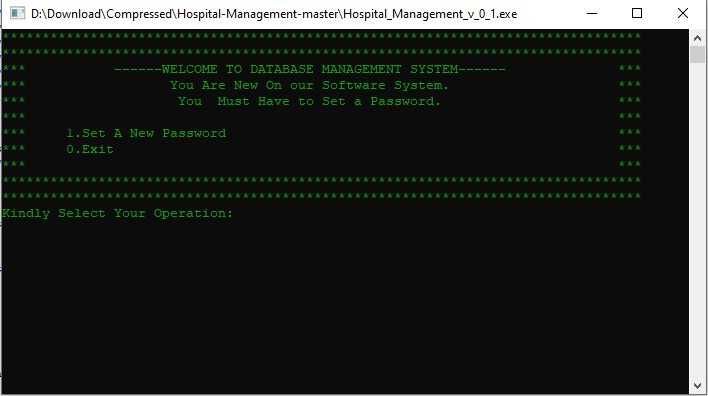 D:\Download\Compressed\Hospital-Management-master\Hospital_Management_v_0_1.exe
********************************************************************************
********************************************************************************
***           ------WELCOME TO DATABASE MANAGEMENT SYSTEM------              ***
***                  You Are New On our Software System.                     ***
***                   You  Must Have to Set a Password.                      ***
***                                                                          ***
***     1.Set A New Password                                                 ***
***     0.Exit                                                               ***
***                                                                          ***
********************************************************************************
********************************************************************************
Kindly Select Your Operation: